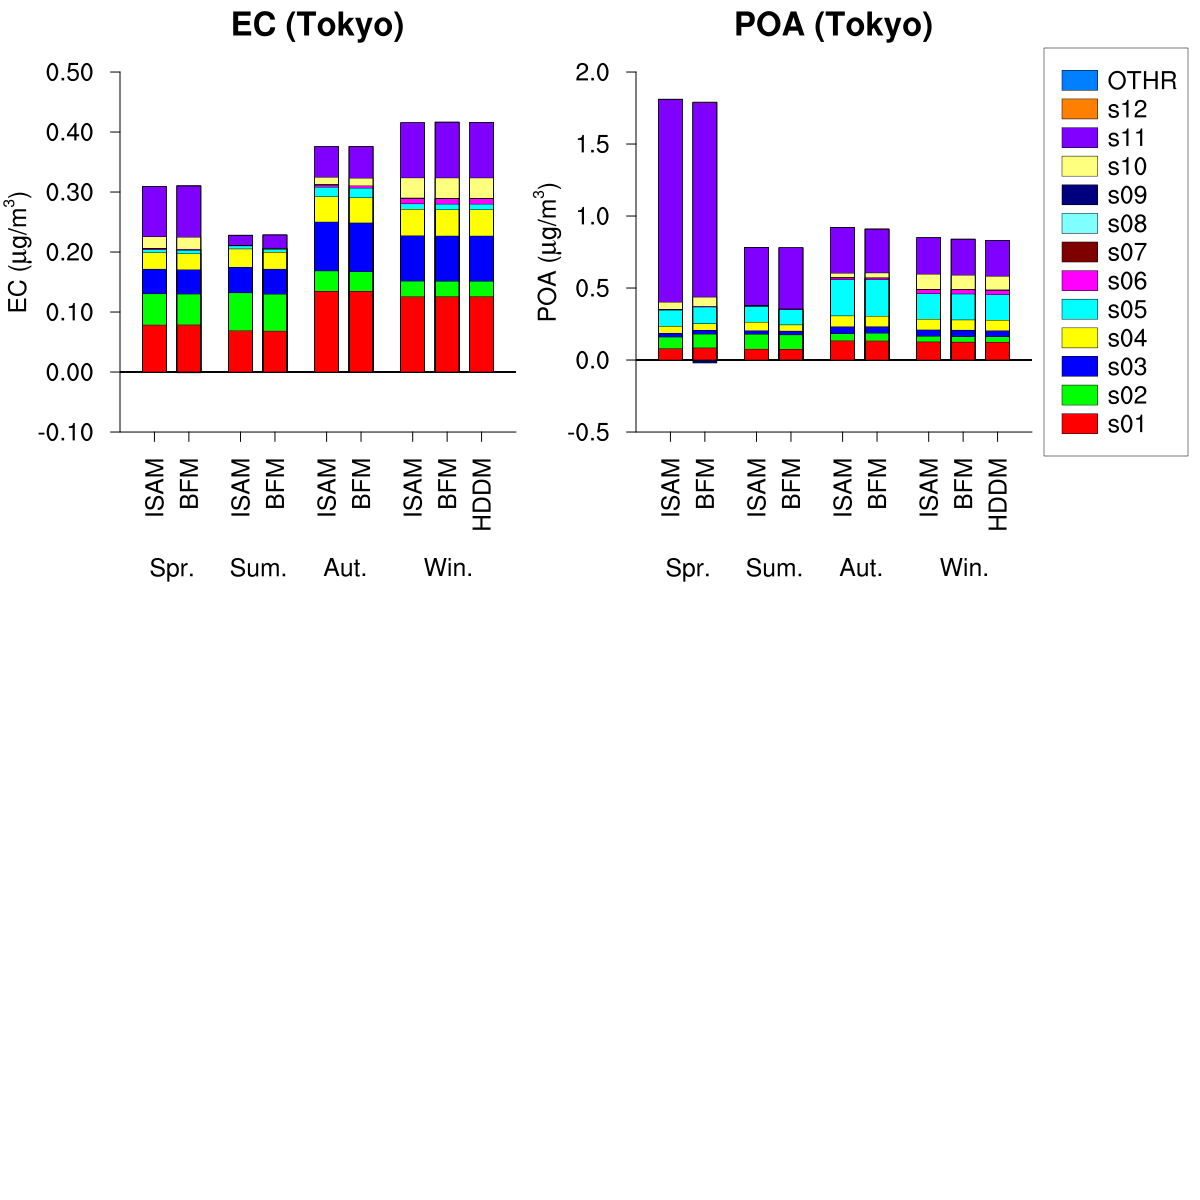 EC (Tokyo)
EC (μg/m3)
0.50
0.40
0.30
0.20
0.10
0.00
-0.10
ISAM
BFM
ISAM
BFM
ISAM
BFM
ISAM
BFM
HDDM
Spr. Sum. Aut. Win.
POA (Tokyo)
POA (μg/m3)
2.0
1.5
1.0
0.5
0.0
-0.5
ISAM
BFM
ISAM
BFM
ISAM
BFM
ISAM
BFM
HDDM
Spr. Sum. Aut. Win.
OTHR
s12
s11
s10
s09
s08
s07
s06
s05
s04
s03
s02
s01